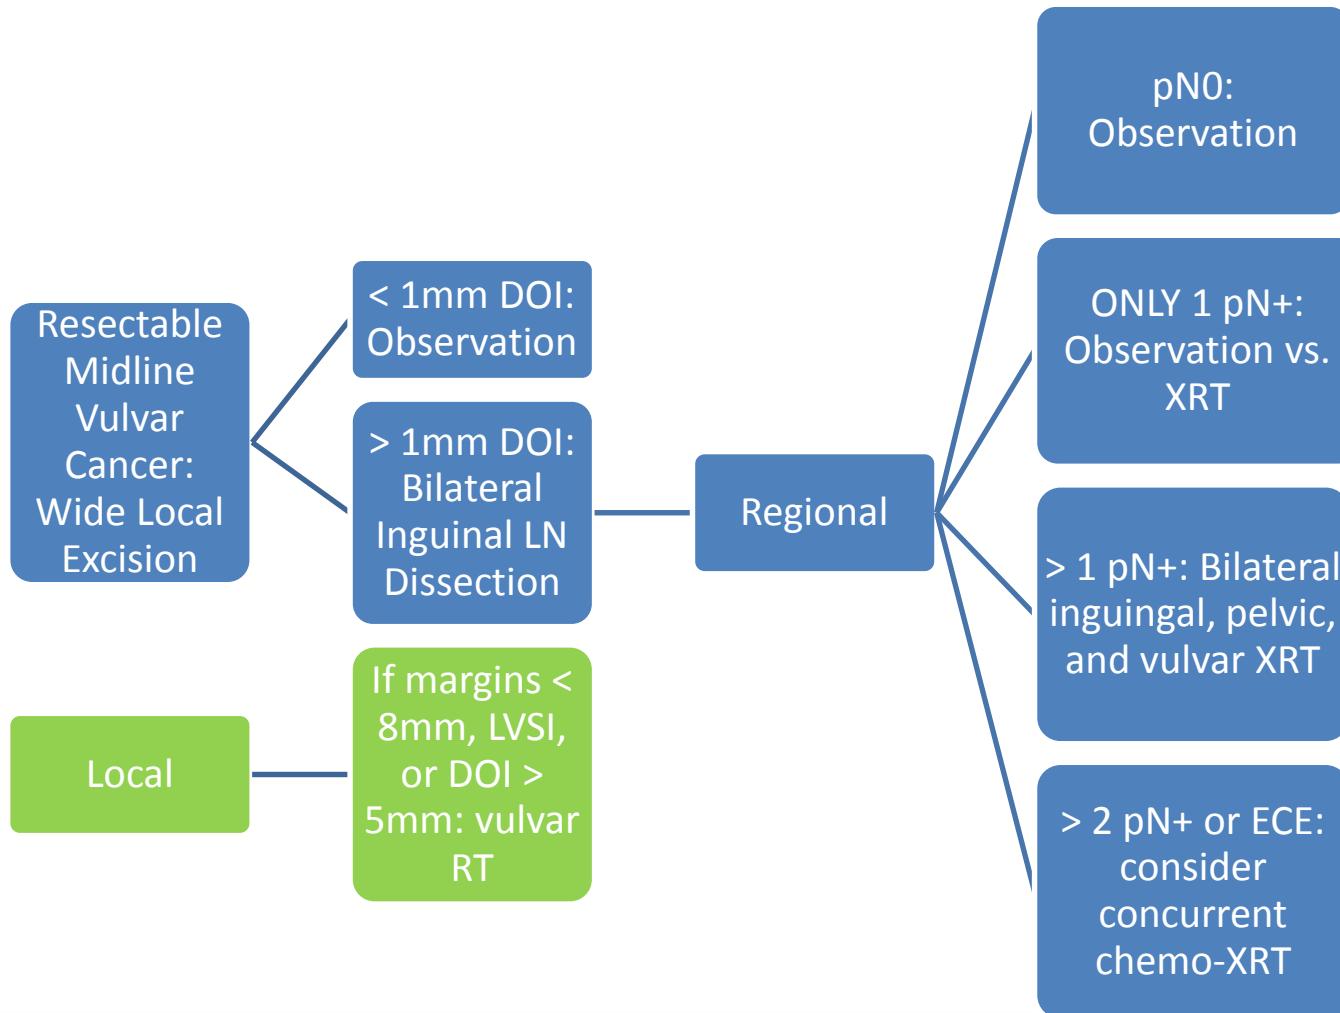 Resectable
Midline
Vulvar
Cancer:
Wide Local
Excision
< 1mm DOI:
Observation
> 1mm DOI:
Bilateral
Inguinal LN
Dissection
Regional
pN0:
Observation
ONLY 1 pN+:
Observation vs.
XRT
> 1 pN+: Bilateral
inguingal, pelvic,
and vulvar XRT
> 2 pN+ or ECE:
consider
concurrent
chemo-XRT
Local
If margins <
8mm, LVSI,
or DOI >
5mm: vulvar
RT